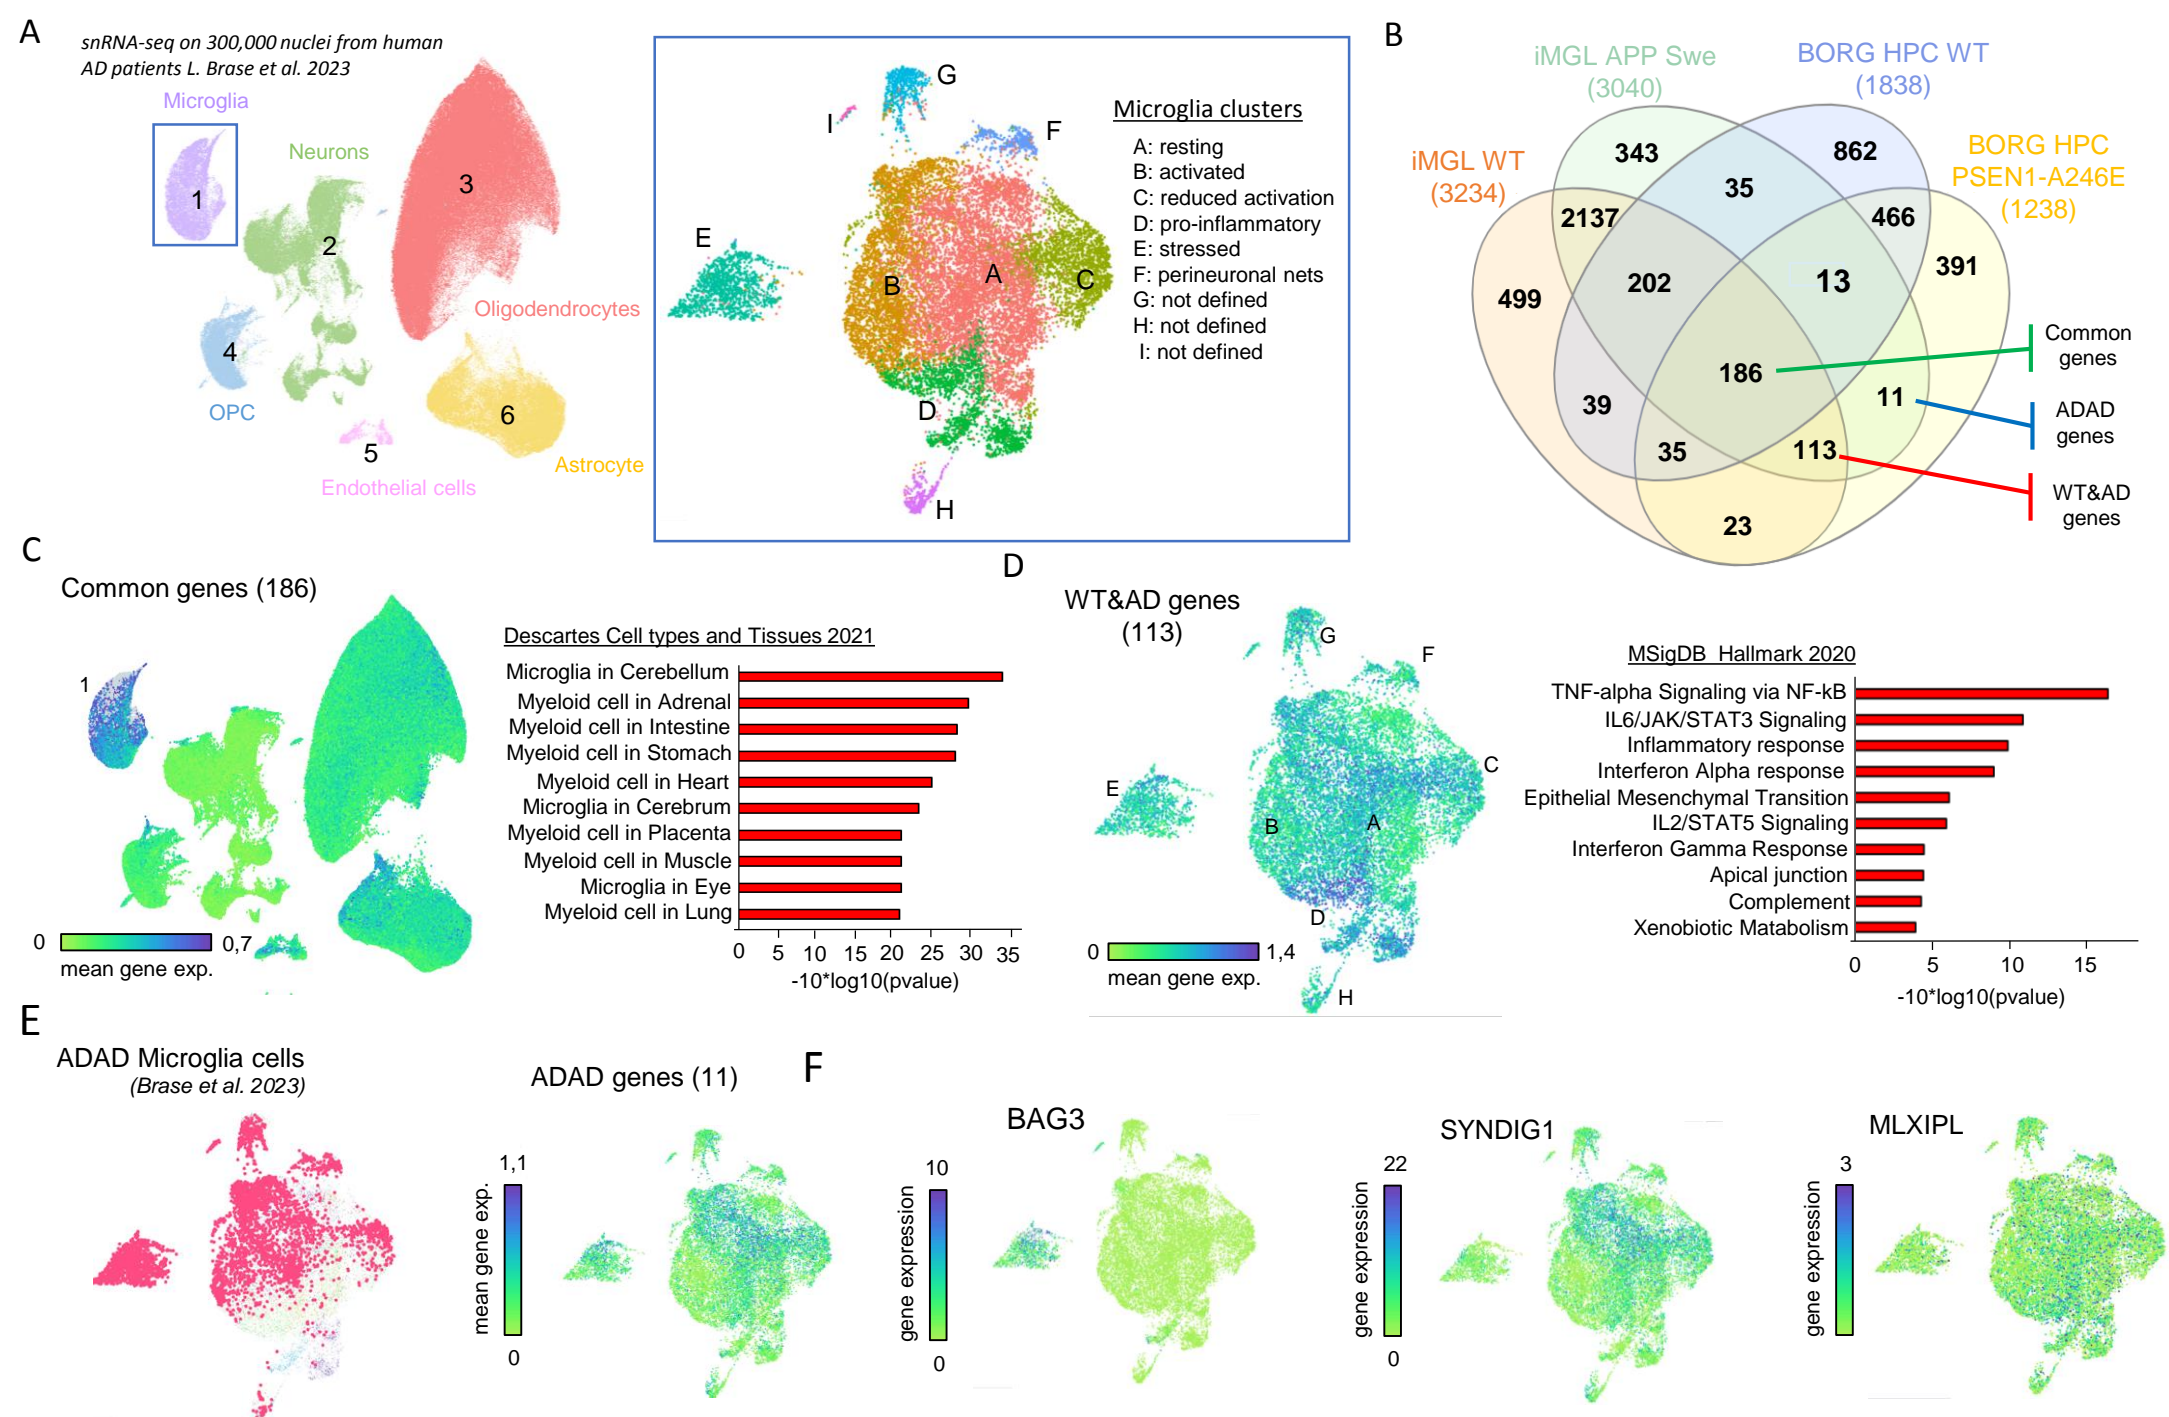 A
snRNA-seq on 300,000 nuclei from human
AD patients L. Brase et al. 2023
Microglia
1
Neurons
2
3
Oligodendrocytes
4
OPC
5
Endothelial cells
6
Astrocyte
G
I
F
E
B
A
C
D
H
Microglia clusters
A: resting
B: activated
C: reduced activation
D: pro-inflammatory
E: stressed
F: perineuronal nets
G: not defined
H: not defined
I: not defined
B
iMGL APP Swe
(3040)
BORG HPC WT
(1838)
iMGL WT
(3234)
BORG HPC
PSEN1-A246E
(1238)
343
35
862
2137
466
499
202
13
391
186
39
11
35
113
23
Common
genes
ADAD
genes
WT&AD
genes
C
Common genes (186)
1
0
0,7
mean gene exp.
Descartes Cell types and Tissues 2021
Microglia in Cerebellum
Myeloid cell in Adrenal
Myeloid cell in Intestine
Myeloid cell in Stomach
Myeloid cell in Heart
Microglia in Cerebrum
Myeloid cell in Placenta
Myeloid cell in Muscle
Microglia in Eye
Myeloid cell in Lung
0 5 10 15 20 25 30 35
-10*log10(pvalue)
D
WT&AD genes
(113)
G
F
C
E
B
A
D
H
0
1,4
mean gene exp.
MSigDB Hallmark 2020
TNF-alpha Signaling via NF-kB
IL6/JAK/STAT3 Signaling
Inflammatory response
Interferon Alpha response
Epithelial Mesenchymal Transition
IL2/STAT5 Signaling
Interferon Gamma Response
Apical junction
Complement
Xenobiotic Matabolism
0 5 10 15
-10*log10(pvalue)
E
ADAD Microglia cells
(Brase et al. 2023)
ADAD genes (11)
1,1
mean gene exp.
0
F
BAG3
10
gene expression
0
SYNDIG1
22
gene expression
0
MLXIPL
3
gene expression